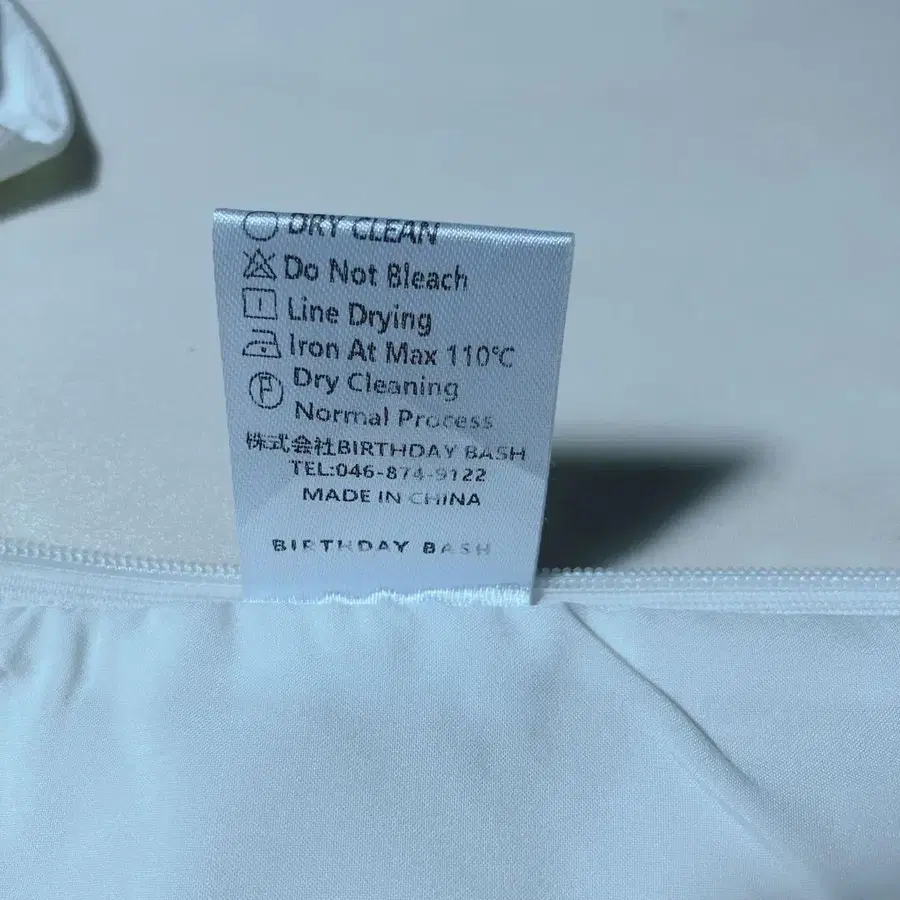 DRY CLEAN
Do Not Bleach
Line Drying
Iron At Max 110℃
P Dry Cleaning
Normal Process
株式会社BIRTHDAY BASH
TEL:046-874-9122
MADE IN CHINA
BIRTHDAY BASH